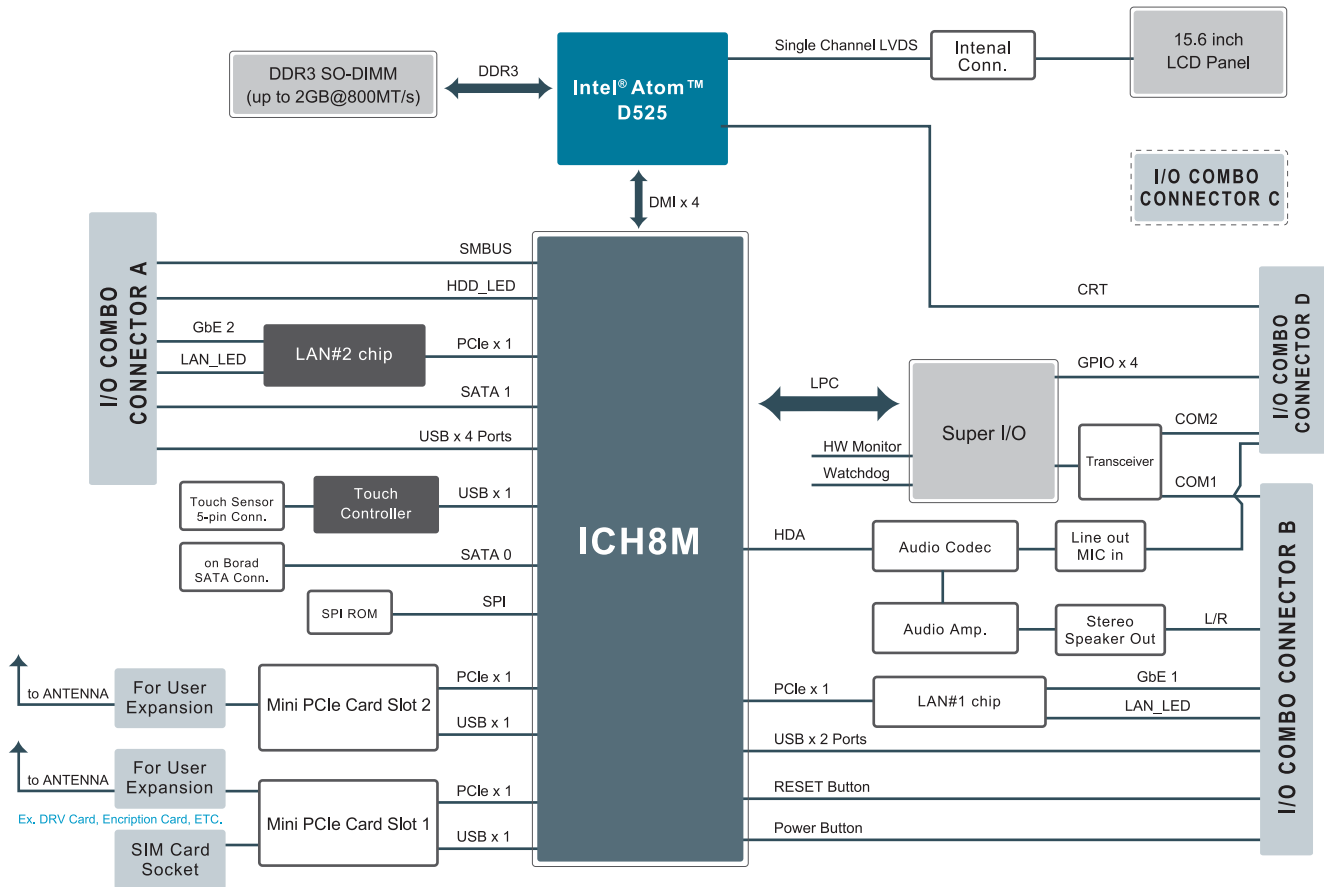 DDR3 SO-DIMM
(up to 2GB@800MT/s)
DDR3
Intel® Atom™
D525
Single Channel LVDS
Intenal
Conn.
15.6 inch
LCD Panel
DMI x 4
I/O COMBO
CONNECTOR C
I/O COMBO
CONNECTOR A
SMBUS
HDD_LED
GbE 2
LAN_LED
LAN#2 chip
PCIe x 1
SATA 1
USB x 4 Ports
Touch Sensor
5-pin Conn.
Touch
Controller
USB x 1
on Borad
SATA Conn.
SATA 0
SPI ROM
SPI
to ANTENNA
For User
Expansion
Mini PCIe Card Slot 2
PCIe x 1
USB x 1
to ANTENNA
For User
Expansion
Ex. DRV Card, Encription Card, ETC.
SIM Card
Socket
Mini PCIe Card Slot 1
PCIe x 1
USB x 1
ICH8M
CRT
I/O COMBO
CONNECTOR D
LPC
Super I/O
GPIO x 4
HW Monitor
Watchdog
Transceiver
COM2
COM1
HDA
Audio Codec
Line out
MIC in
Audio Amp.
Stereo
Speaker Out
L/R
PCIe x 1
LAN#1 chip
GbE 1
LAN_LED
USB x 2 Ports
RESET Button
Power Button
I/O COMBO CONNECTOR B